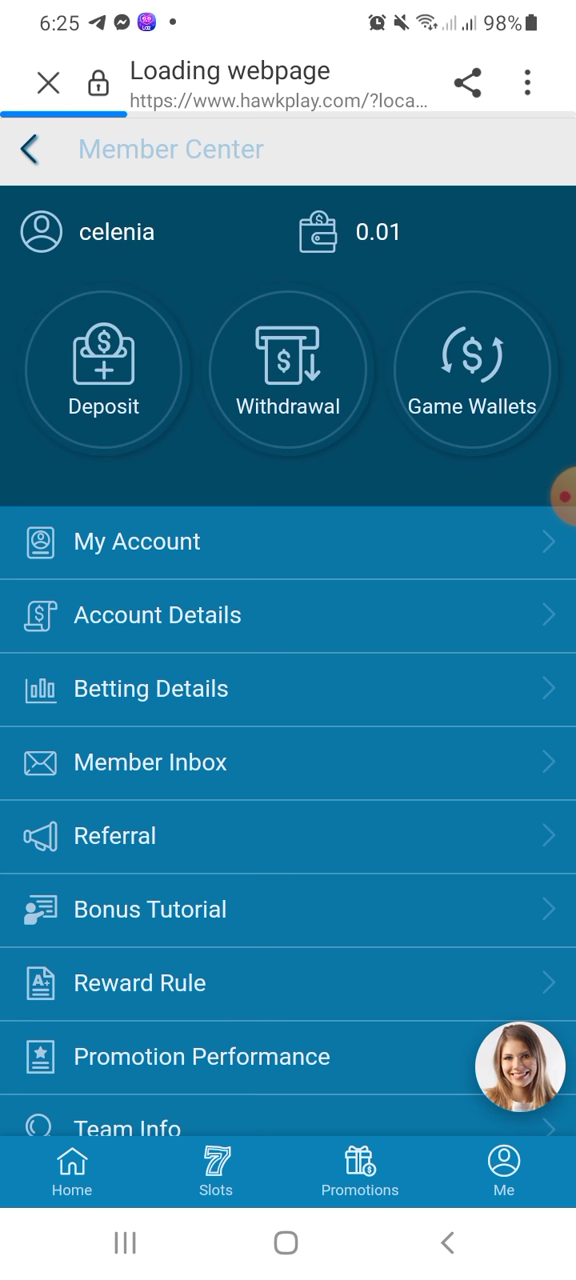 6:25 98%
Loading webpage
https://www.hawkplay.com/?loca...
Member Center
celenia 0.01
Deposit Withdrawal Game Wallets
My Account
Account Details
Betting Details
Member Inbox
Referral
Bonus Tutorial
Reward Rule
Promotion Performance
Team Info
Home Slots Promotions Me